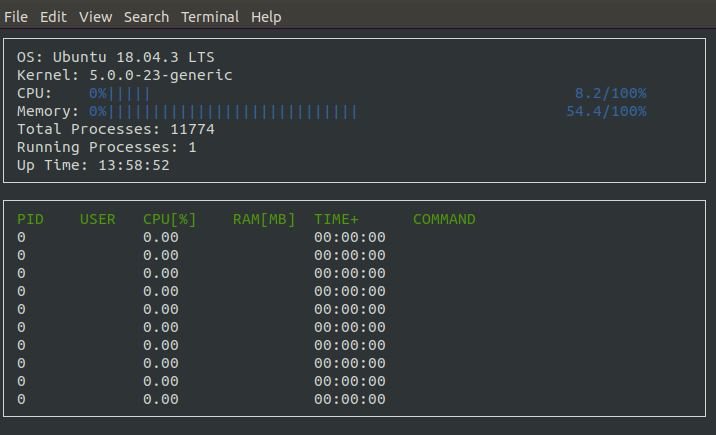 File Edit View Search Terminal Help
OS: Ubuntu 18.04.3 LTS
Kernel: 5.0.0-23-generic
CPU: 0%||||| 8.2/100%
Memory: 0%|||||||||||||||||||||||||||| 54.4/100%
Total Processes: 11774
Running Processes: 1
Up Time: 13:58:52
PID USER CPU[%] RAM[MB] TIME+ COMMAND
0 0.00 00:00:00
0 0.00 00:00:00
0 0.00 00:00:00
0 0.00 00:00:00
0 0.00 00:00:00
0 0.00 00:00:00
0 0.00 00:00:00
0 0.00 00:00:00
0 0.00 00:00:00
0 0.00 00:00:00